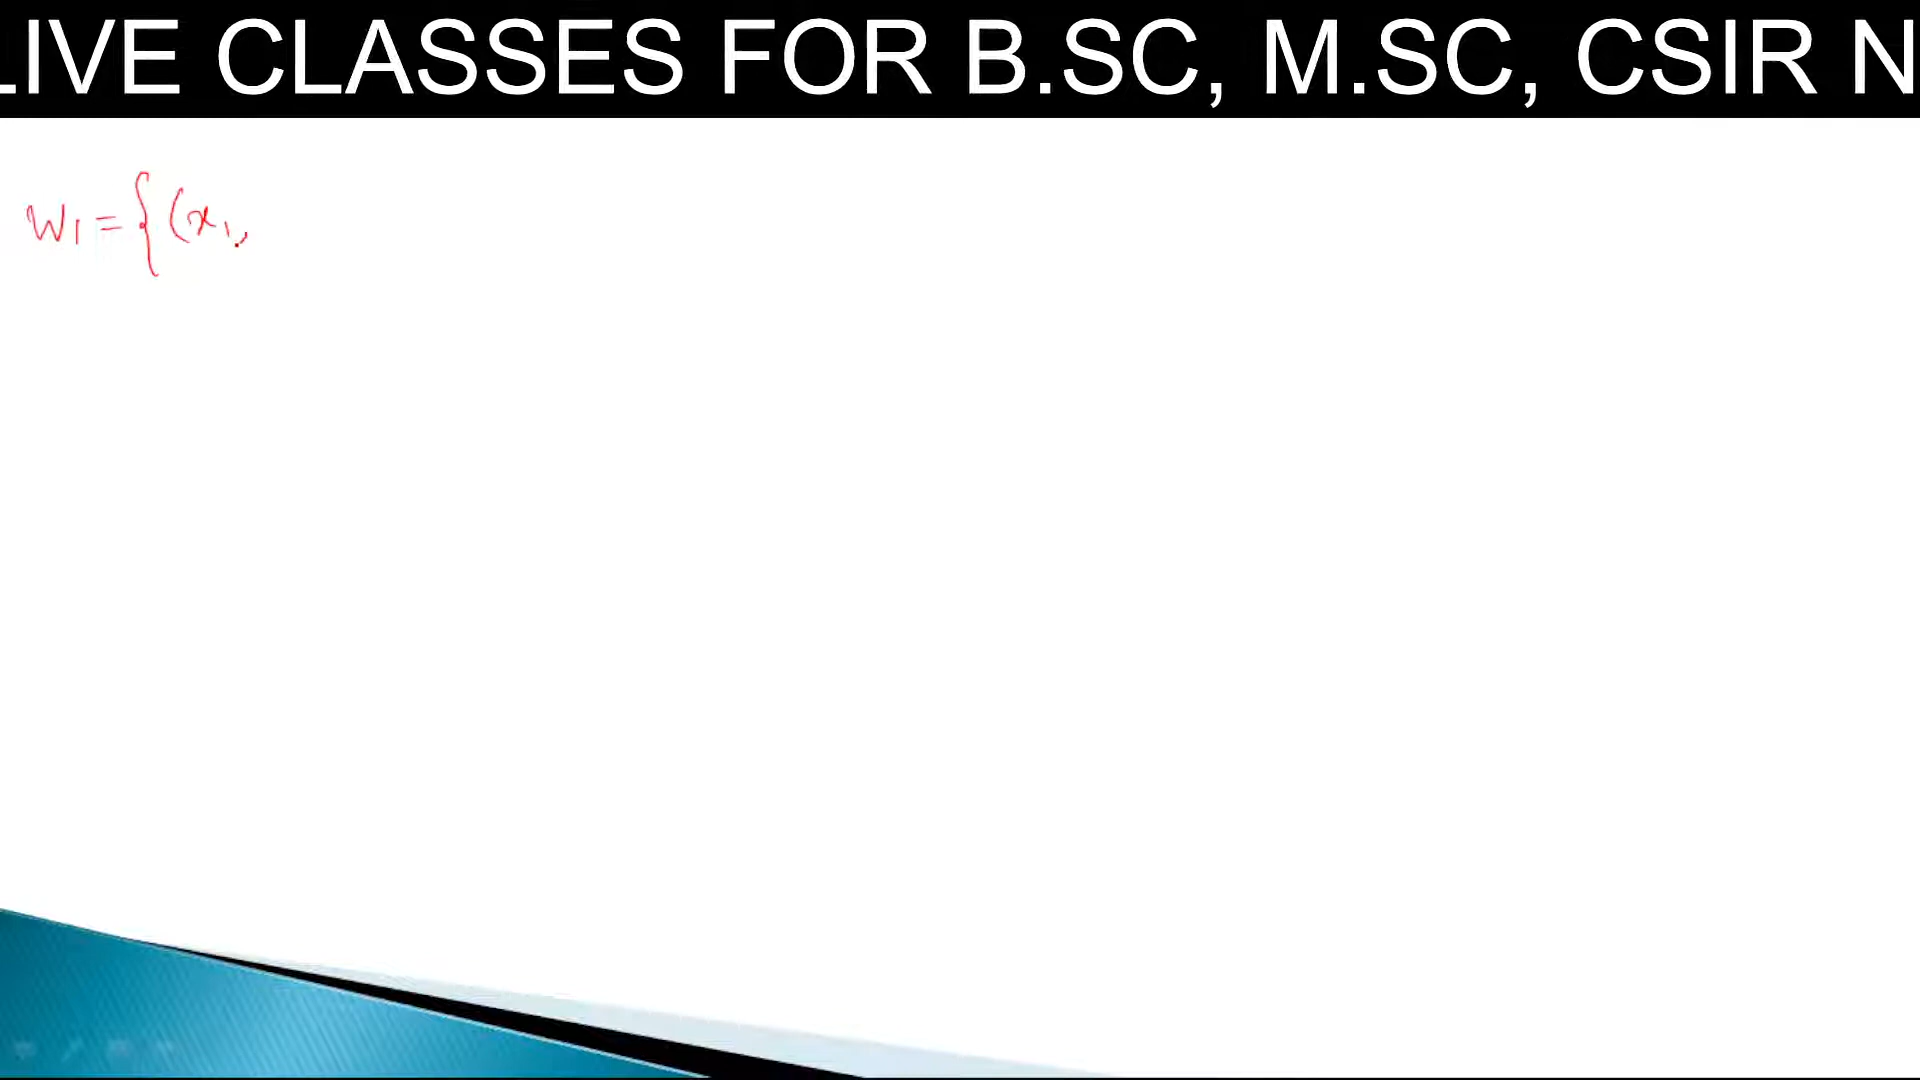 LIVE CLASSES FOR B.SC, M.SC, CSIR N
W1 = { (x1,